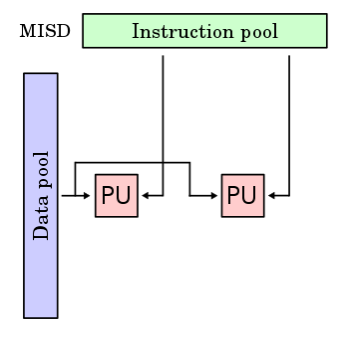 MISD
Instruction pool
Data pool
PU
PU